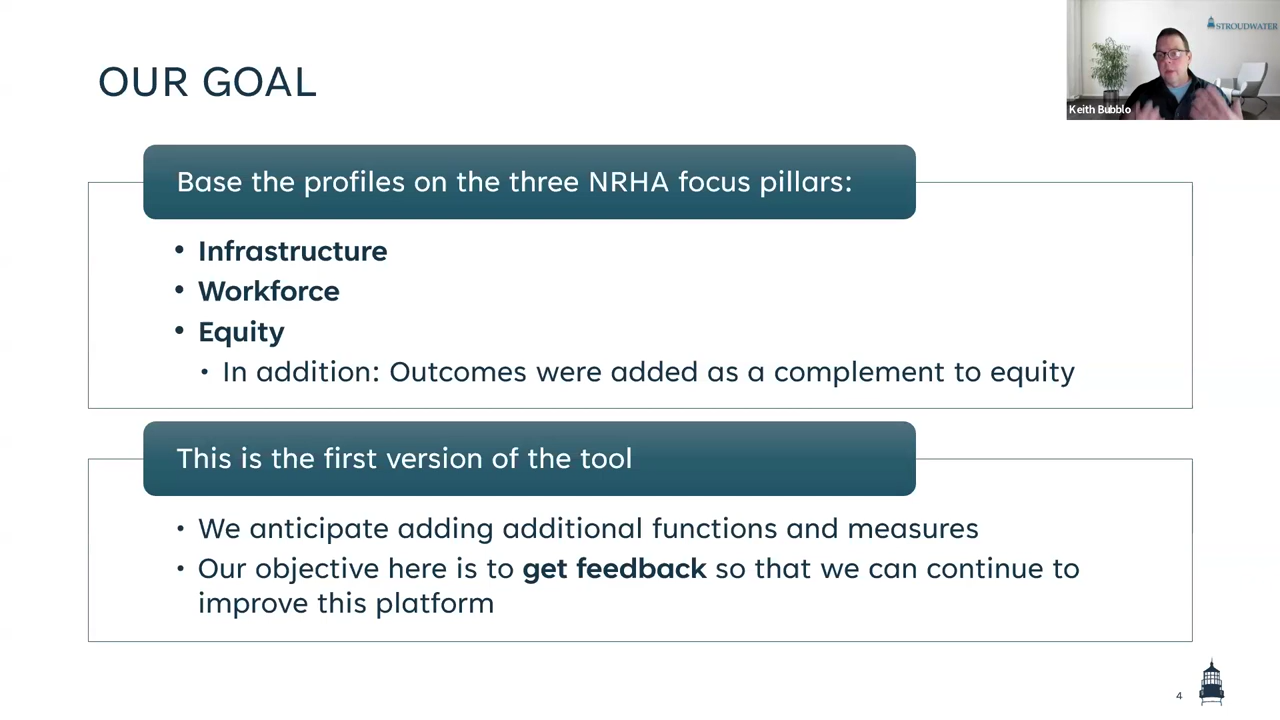 STROUDWATER
Keith Bubblo
OUR GOAL
Base the profiles on the three NRHA focus pillars:
• Infrastructure
• Workforce
• Equity
• In addition: Outcomes were added as a complement to equity
This is the first version of the tool
• We anticipate adding additional functions and measures
• Our objective here is to get feedback so that we can continue to
improve this platform
4